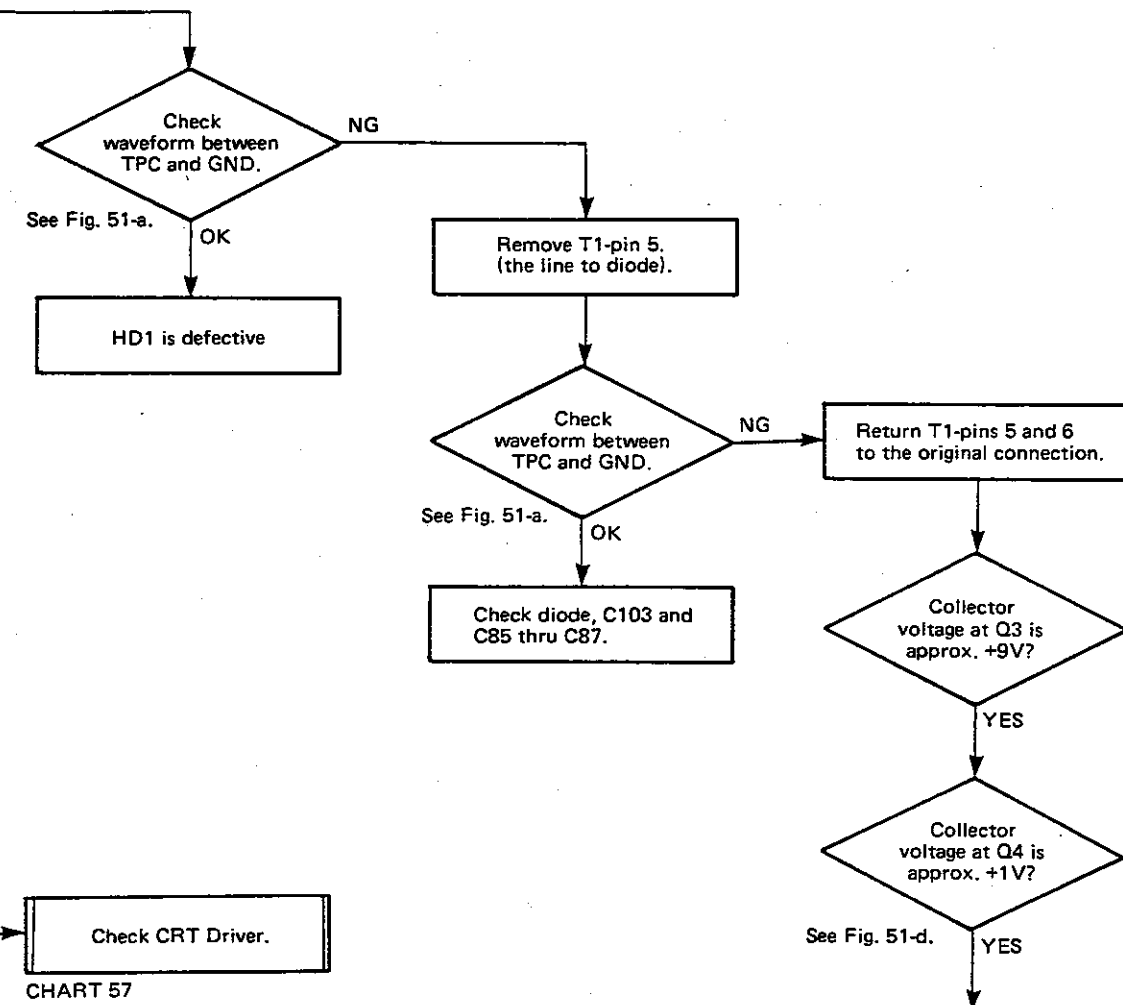 Check
waveform between
TPC and GND.
NG
See Fig. 51-a.
OK
HD1 is defective
Remove T1-pin 5.
(the line to diode).
Check
waveform between
TPC and GND.
NG
See Fig. 51-a.
OK
Check diode, C103 and
C85 thru C87.
Return T1-pins 5 and 6
to the original connection.
Collector
voltage at Q3 is
approx. +9V?
YES
Collector
voltage at Q4 is
approx. +1V?
See Fig. 51-d.
YES
Check CRT Driver.
CHART 57